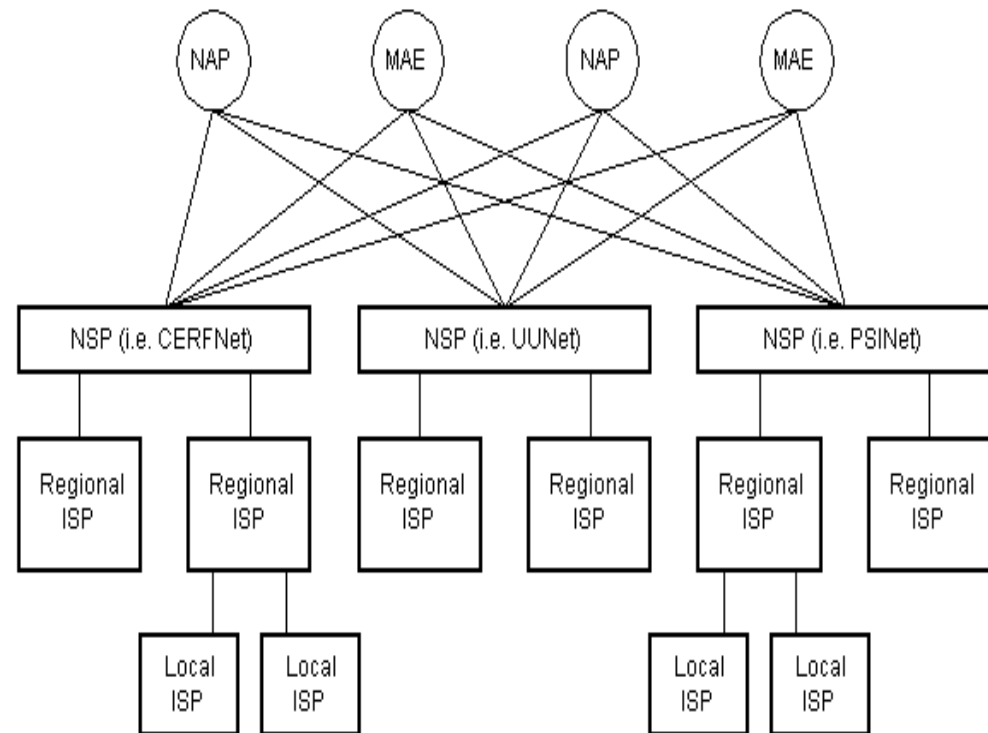 NAP
MAE
NAP
MAE
NSP (i.e. CERFNet)
NSP (i.e. UUNet)
NSP (i.e. PSINet)
Regional
ISP
Regional
ISP
Regional
ISP
Regional
ISP
Regional
ISP
Regional
ISP
Local
ISP
Local
ISP
Local
ISP
Local
ISP